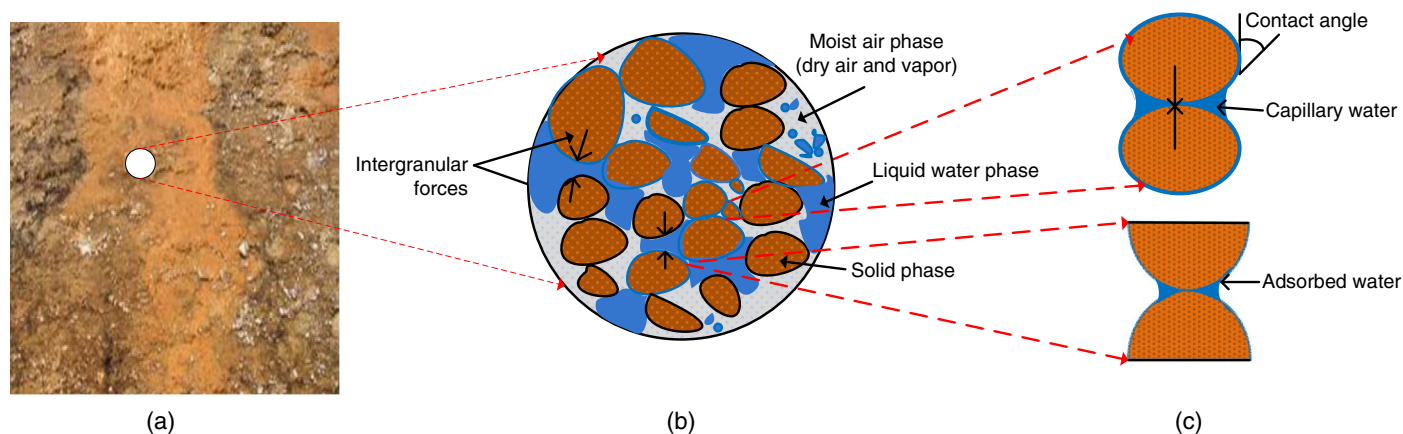 Moist air phase
(dry air and vapor)
Intergranular
forces
Liquid water phase
Solid phase
Contact angle
Capillary water
Adsorbed water
(a)
(b)
(c)